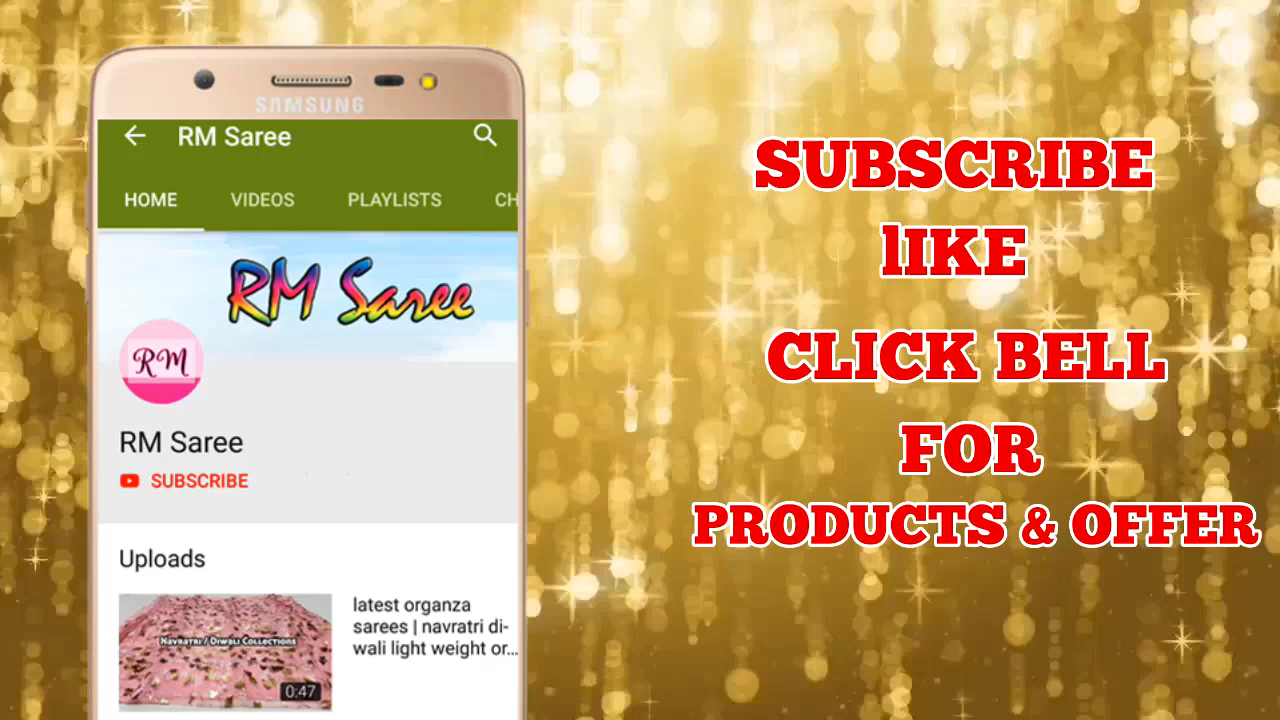 SAMSUNG
RM Saree
HOME VIDEOS PLAYLISTS CH
RM Saree
RM
RM Saree
SUBSCRIBE
Uploads
Navratri / Diwali Collections
0:47
latest organza
sarees | navratri di-
wali light weight or...
SUBSCRIBE
lIKE
CLICK BELL
FOR
PRODUCTS & OFFER